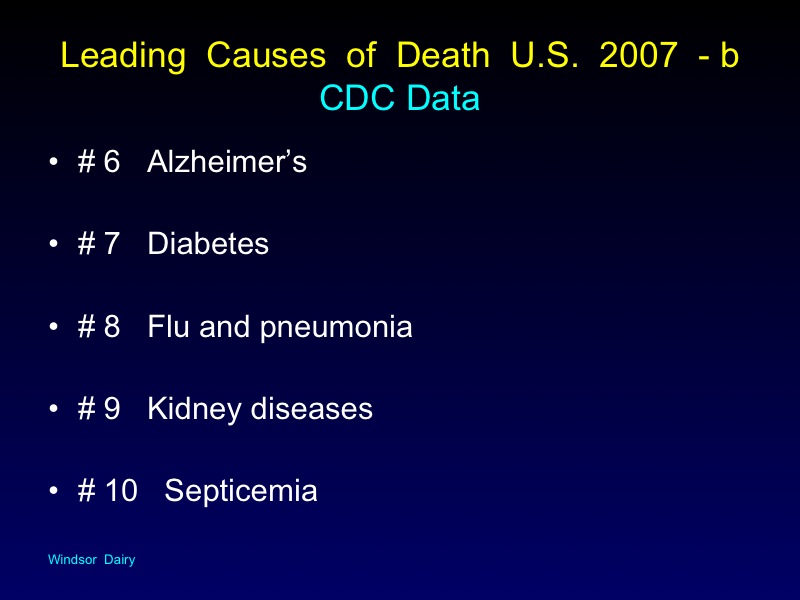 Leading Causes of Death U.S. 2007 - b
CDC Data
• # 6 Alzheimer’s
• # 7 Diabetes
• # 8 Flu and pneumonia
• # 9 Kidney diseases
• # 10 Septicemia
Windsor Dairy